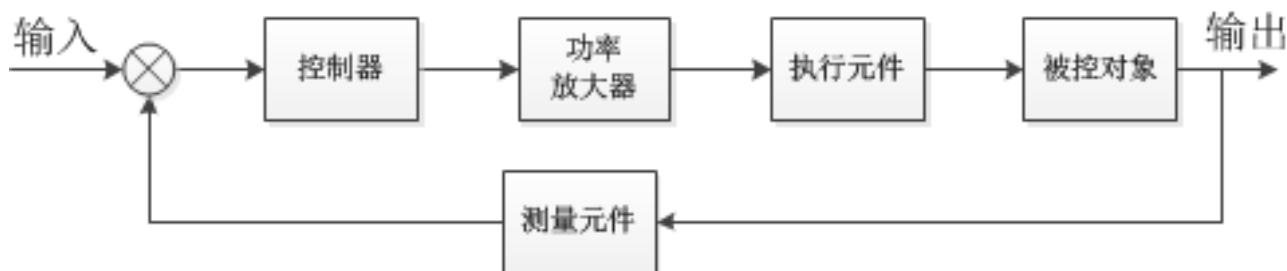 输入
控制器
功率
放大器
执行元件
被控对象
输出
测量元件